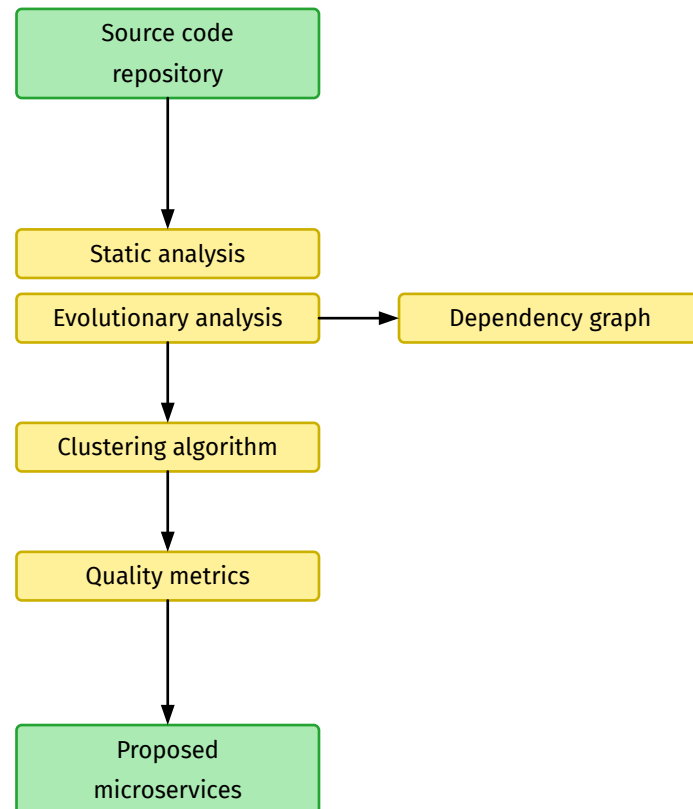 Source code
repository
Static analysis
Evolutionary analysis
Dependency graph
Clustering algorithm
Quality metrics
Proposed
microservices